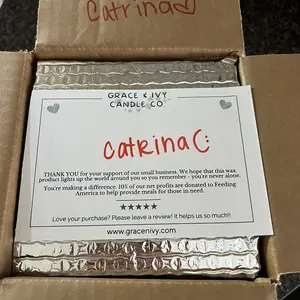 Catrina♡
GRACE & IVY
CANDLE CO.
Catrina C:
THANK YOU for your support of our small business. We hope that this wax
product lights up the world around you so you remember - you're never alone.
You're making a difference. 10% of our net profits are donated to Feeding
America to help provide meals for those in need.
★★★★★
Love your purchase? Please leave a review! It helps us so much!!
www.gracenivy.com